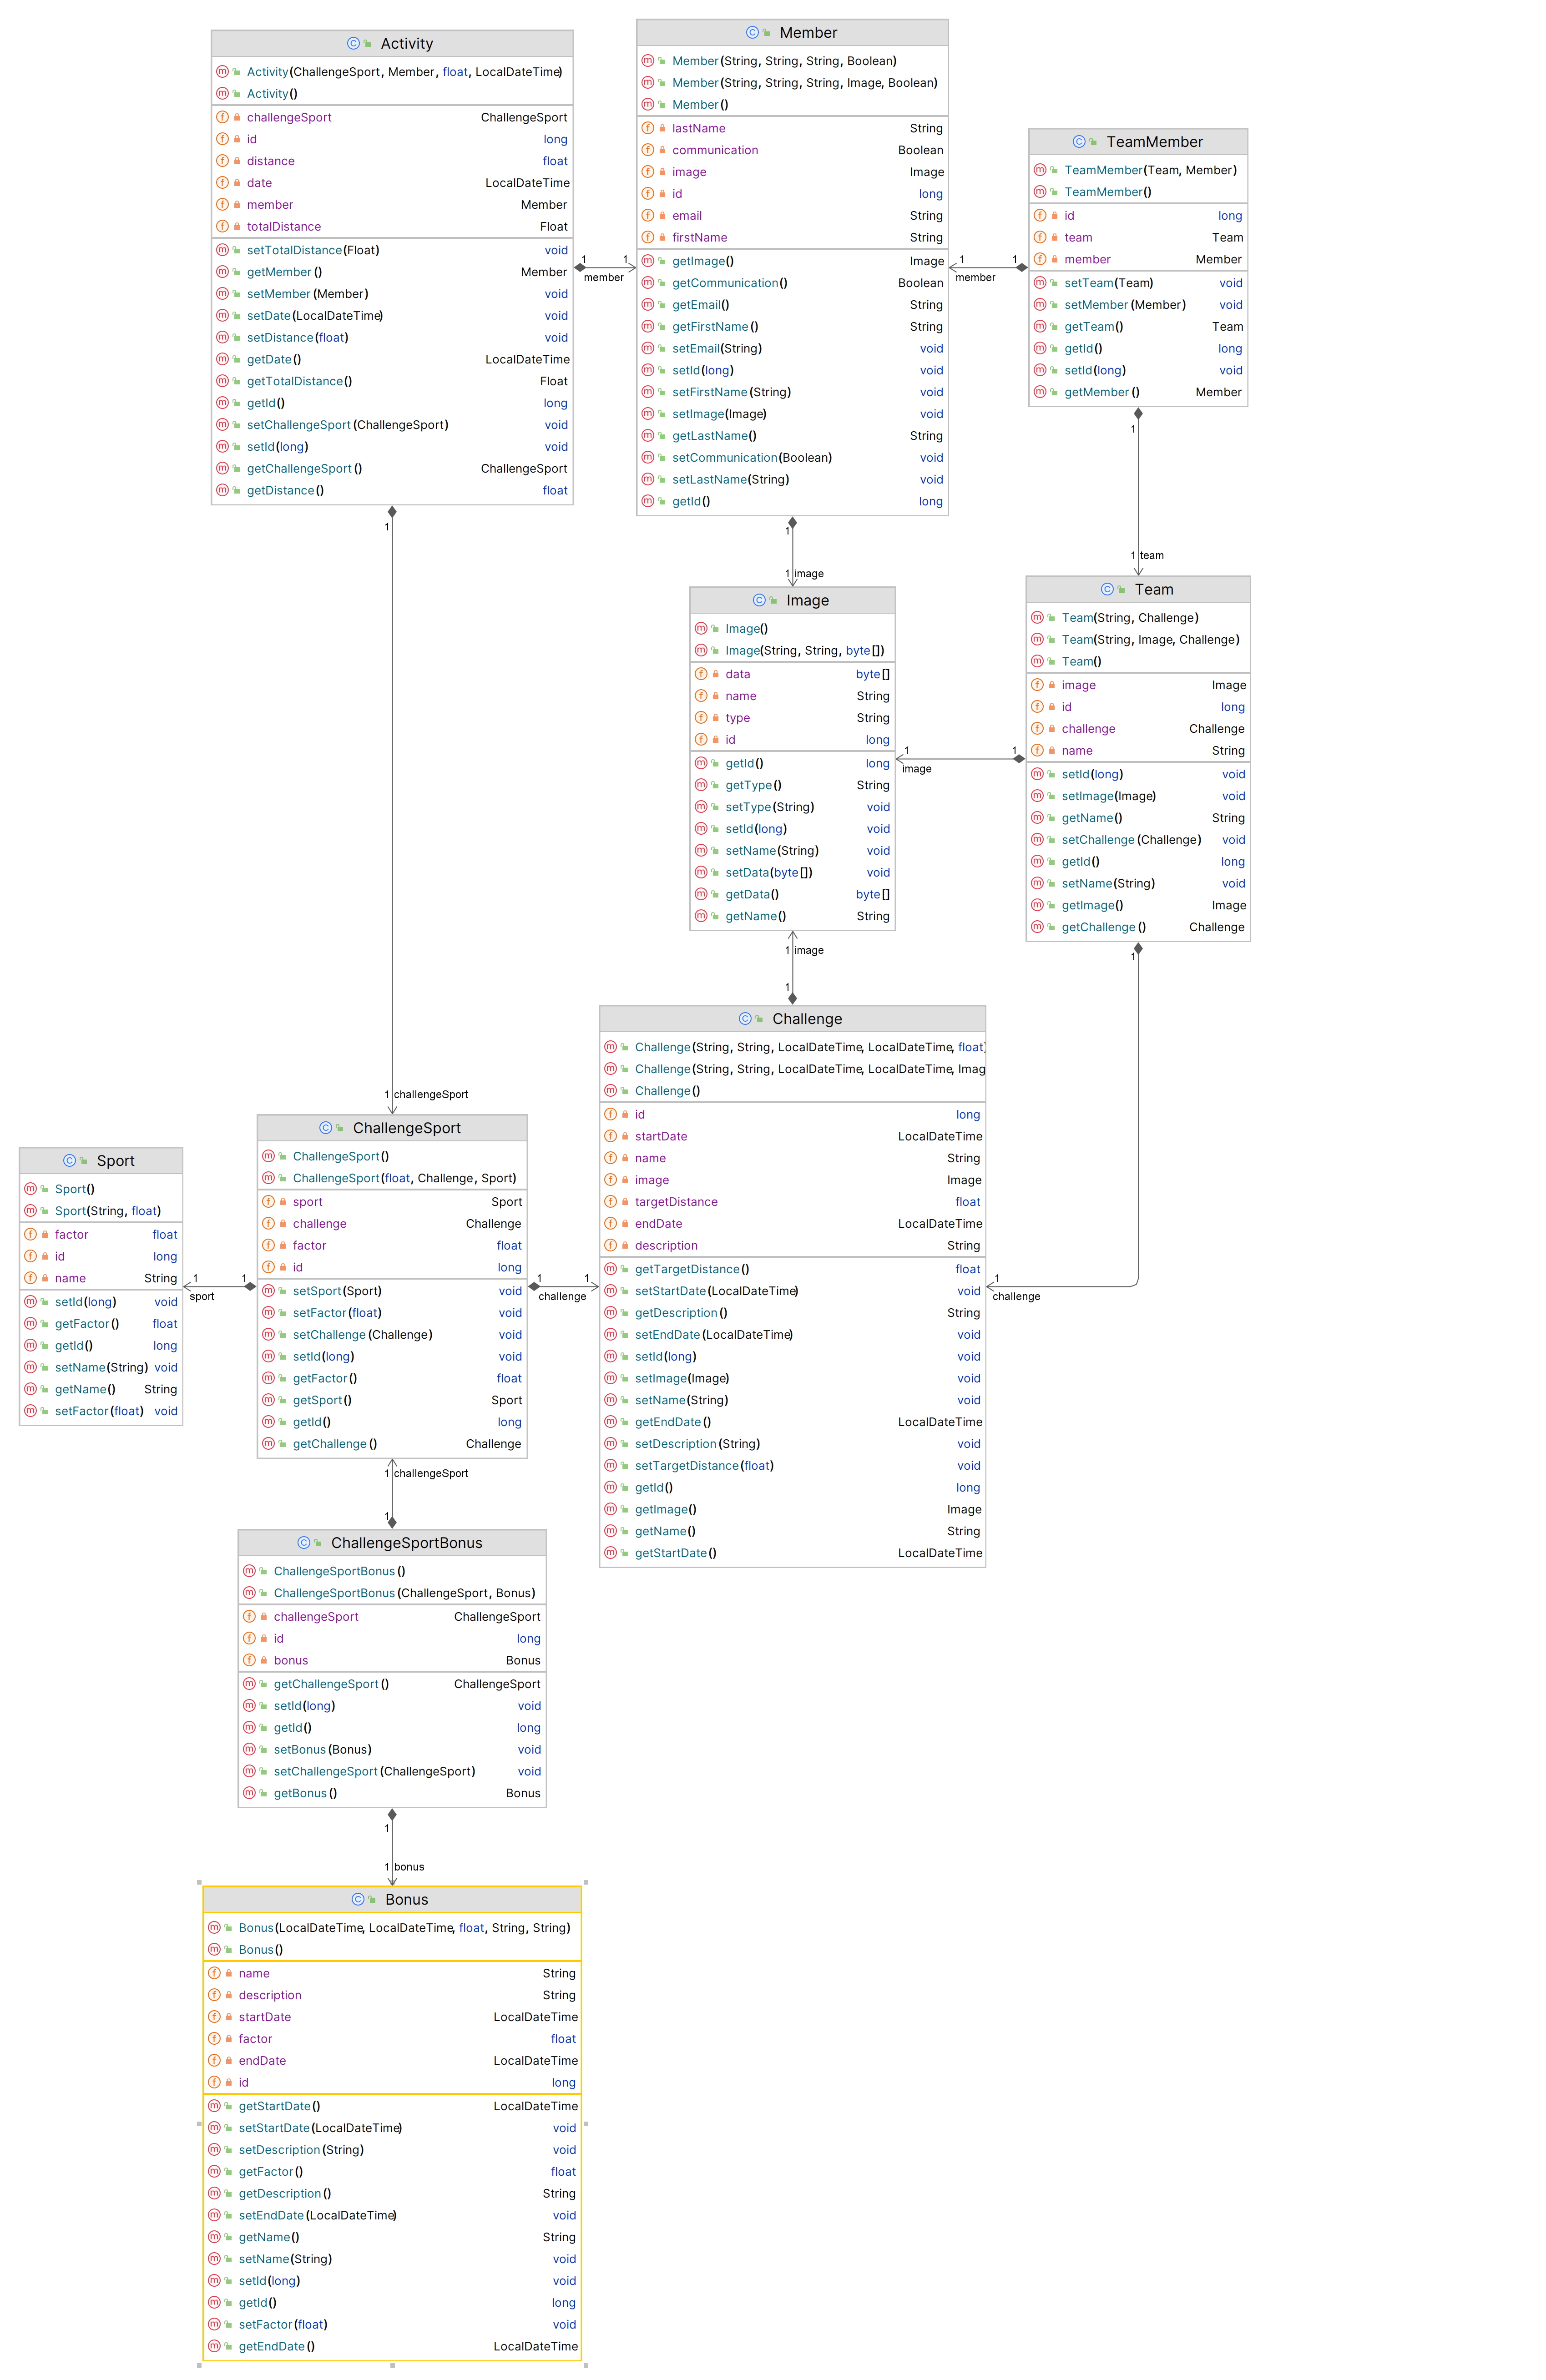 Activity
Activity(ChallengeSport, Member, float, LocalDateTime)
Activity()
challengeSport ChallengeSport
id long
distance float
date LocalDateTime
member Member
totalDistance Float
setTotalDistance(Float) void
getMember() Member
setMember(Member) void
setDate(LocalDateTime) void
setDistance(float) void
getDate() LocalDateTime
getTotalDistance() Float
getId() long
setChallengeSport(ChallengeSport) void
setId(long) void
getChallengeSport() ChallengeSport
getDistance() float
1 1
member
Member
Member(String, String, String, Boolean)
Member(String, String, String, Image, Boolean)
Member()
lastName String
communication Boolean
image Image
id long
email String
firstName String
getImage() Image
getCommunication() Boolean
getEmail() String
getFirstName() String
setEmail(String) void
setId(long) void
setFirstName(String) void
setImage(Image) void
getLastName() String
setCommunication(Boolean) void
setLastName(String) void
getId() long
1 1
member
TeamMember
TeamMember(Team, Member)
TeamMember()
id long
team Team
member Member
setTeam(Team) void
setMember(Member) void
getTeam() Team
getId() long
setId(long) void
getMember() Member
1
1 team
1
1 image
Image
Image()
Image(String, String, byte[])
data byte[]
name String
type String
id long
getId() long
getType() String
setType(String) void
setId(long) void
setName(String) void
setData(byte[]) void
getData() byte[]
getName() String
1 1
image
Team
Team(String, Challenge)
Team(String, Image, Challenge)
Team()
image Image
id long
challenge Challenge
name String
setId(long) void
setImage(Image) void
getName() String
setChallenge(Challenge) void
getId() long
setName(String) void
getImage() Image
getChallenge() Challenge
1
1 image
1
1
1 challengeSport
Challenge
Challenge(String, String, LocalDateTime, LocalDateTime, float)
Challenge(String, String, LocalDateTime, LocalDateTime, Imag
Challenge()
id long
startDate LocalDateTime
name String
image Image
targetDistance float
endDate LocalDateTime
description String
getTargetDistance() float
setStartDate(LocalDateTime) void
getDescription() String
setEndDate(LocalDateTime) void
setId(long) void
setImage(Image) void
setName(String) void
getEndDate() LocalDateTime
setDescription(String) void
setTargetDistance(float) void
getId() long
getImage() Image
getName() String
getStartDate() LocalDateTime
1
challenge
Sport
Sport()
Sport(String, float)
factor float
id long
name String
setId(long) void
getFactor() float
getId() long
setName(String) void
getName() String
setFactor(float) void
1 1
sport
ChallengeSport
ChallengeSport()
ChallengeSport(float, Challenge, Sport)
sport Sport
challenge Challenge
factor float
id long
setSport(Sport) void
setFactor(float) void
setChallenge(Challenge) void
setId(long) void
getFactor() float
getSport() Sport
getId() long
getChallenge() Challenge
1 1
challenge
1 challengeSport
1
ChallengeSportBonus
ChallengeSportBonus()
ChallengeSportBonus(ChallengeSport, Bonus)
challengeSport ChallengeSport
id long
bonus Bonus
getChallengeSport() ChallengeSport
setId(long) void
getId() long
setBonus(Bonus) void
setChallengeSport(ChallengeSport) void
getBonus() Bonus
1
1 bonus
Bonus
Bonus(LocalDateTime, LocalDateTime, float, String, String)
Bonus()
name String
description String
startDate LocalDateTime
factor float
endDate LocalDateTime
id long
getStartDate() LocalDateTime
setStartDate(LocalDateTime) void
setDescription(String) void
getFactor() float
getDescription() String
setEndDate(LocalDateTime) void
getName() String
setName(String) void
setId(long) void
getId() long
setFactor(float) void
getEndDate() LocalDateTime